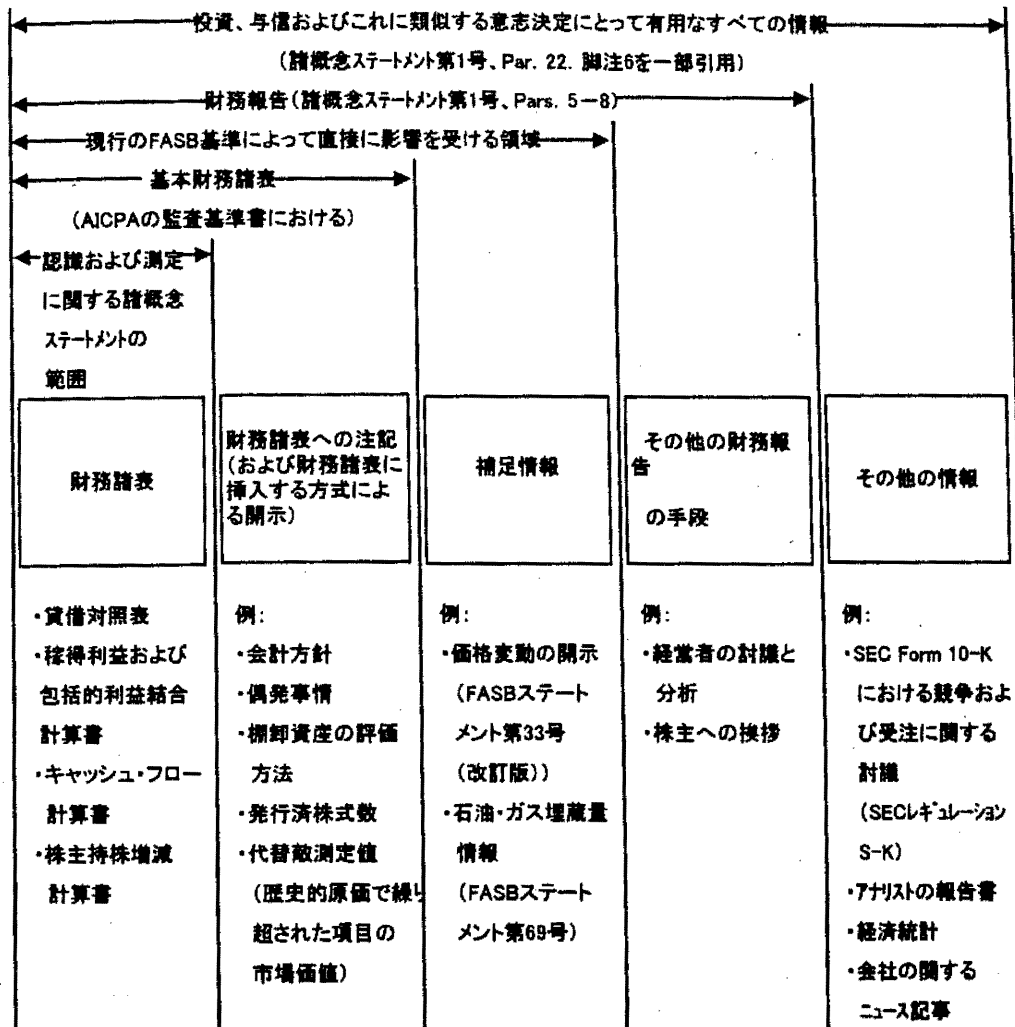 投資、与信およびこれに類似する意志決定にとって有用なすべての情報
(諸概念ステートメント第1号、Par. 22. 脚注6を一部引用)
財務報告(諸概念ステートメント第1号、Pars. 5-8)
現行のFASB基準によって直接に影響を受ける領域
基本財務諸表
(AICPAの監査基準書における)
認識および測定
に関する諸概念
ステートメントの
範囲
財務諸表
財務諸表への注記
(および財務諸表に
挿入する方式によ
る開示)
補足情報
その他の財務報
告
の手段
その他の情報
・貸借対照表
・稼得利益および
包括的利益結合
計算書
・キャッシュ・フロー
計算書
・株主持株増減
計算書
例:
・会計方針
・偶発事情
・棚卸資産の評価
方法
・発行済株式数
・代替敵測定値
(歴史的原価で繰り
超された項目の
市場価値)
例:
・価格変動の開示
(FASBステート
メント第33号
(改訂版))
・石油・ガス埋蔵量
情報
(FASBステート
メント第69号)
例:
・経営者の討議と
分析
・株主への挨拶
例:
・SEC Form 10-K
における競争およ
び受注に関する
討議
(SECレギュレーション
S-K)
・アナリストの報告書
・経済統計
・会社の関する
ニュース記事